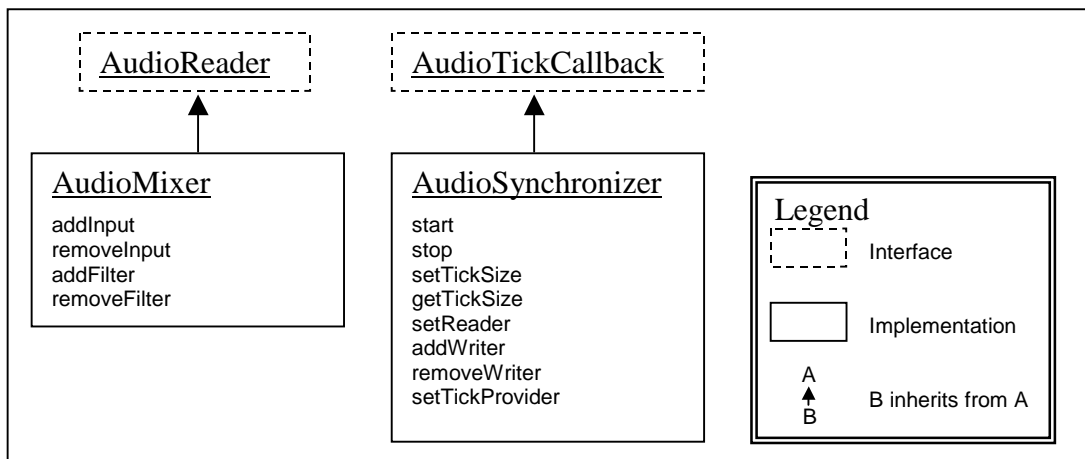 AudioReader
AudioTickCallback
AudioMixer
addInput
removeInput
addFilter
removeFilter
AudioSynchronizer
start
stop
setTickSize
getTickSize
setReader
addWriter
removeWriter
setTickProvider
Legend
Interface
Implementation
A
B
B inherits from A